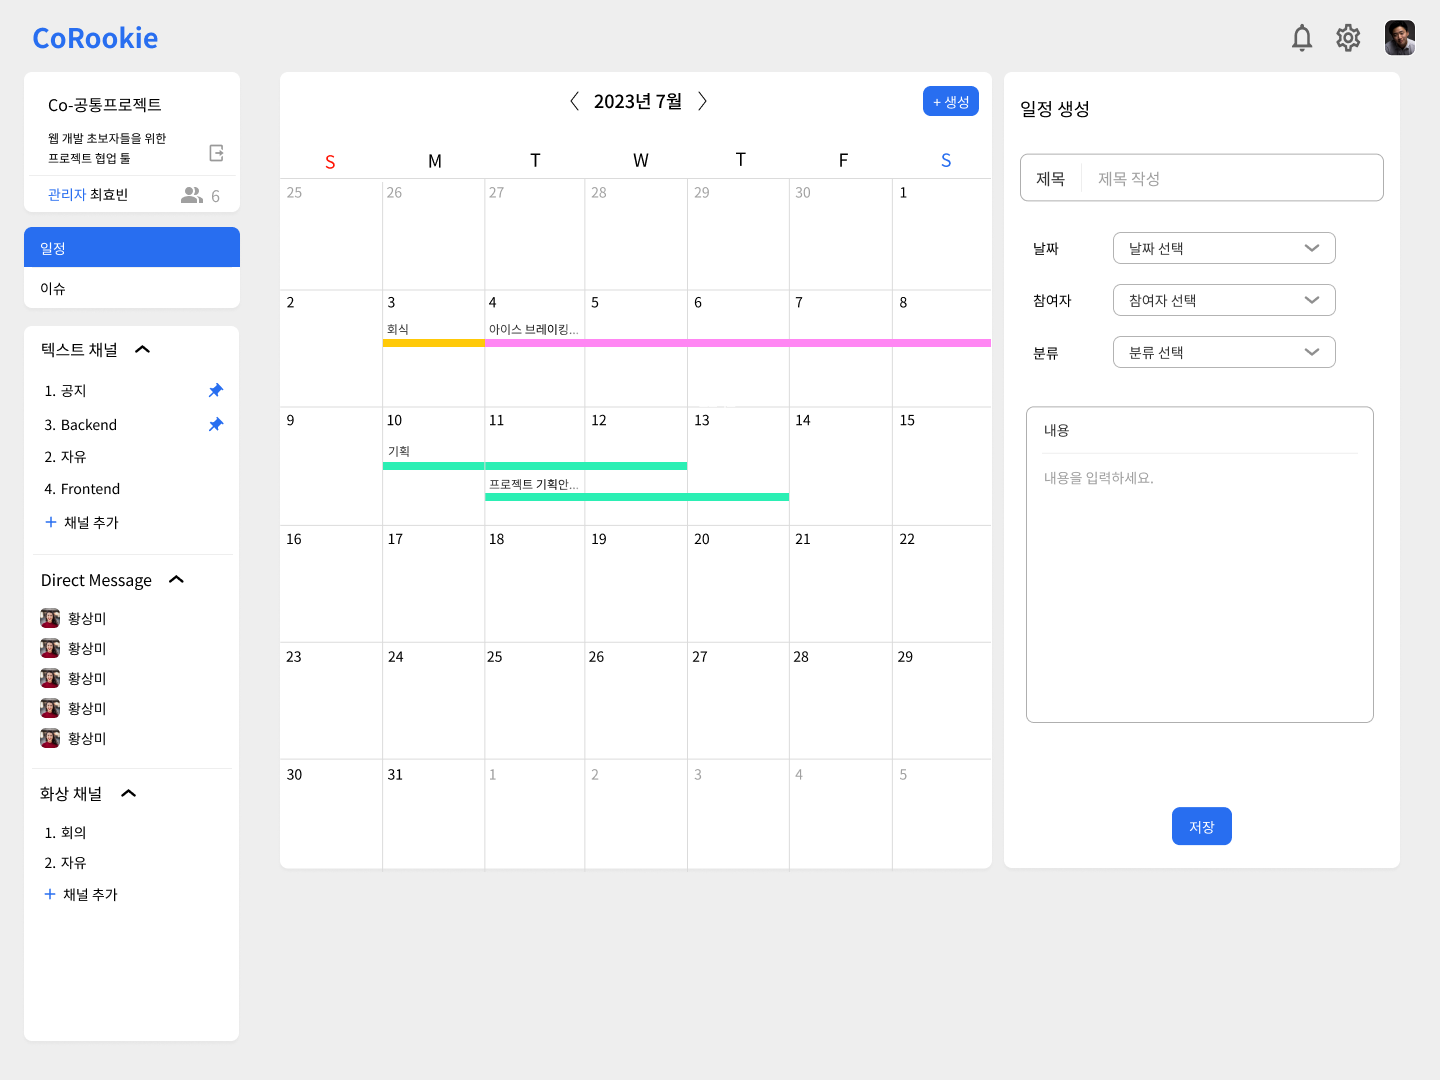 CoRookie
Co-공통프로젝트
웹 개발 초보자들을 위한
프로젝트 협업 툴
관리자 최효빈 6
일정
이슈
텍스트 채널
1. 공지
3. Backend
2. 자유
4. Frontend
+ 채널 추가
Direct Message
황상미
황상미
황상미
황상미
황상미
화상 채널
1. 회의
2. 자유
+ 채널 추가
2023년 7월
+ 생성
S M T W T F S
25 26 27 28 29 30 1
2 3 4 5 6 7 8
회식 아이스 브레이킹...
9 10 11 12 13 14 15
기획
프로젝트 기획안...
16 17 18 19 20 21 22
23 24 25 26 27 28 29
30 31 1 2 3 4 5
일정 생성
제목 제목 작성
날짜 날짜 선택
참여자 참여자 선택
분류 분류 선택
내용
내용을 입력하세요.
저장